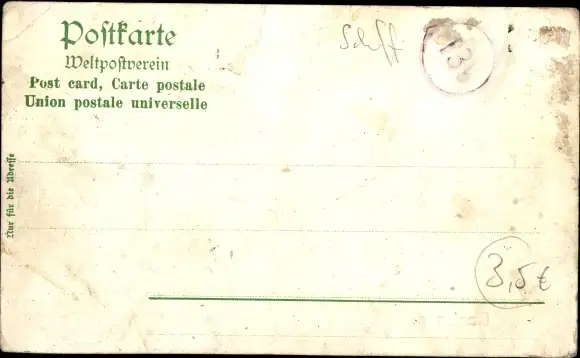 Postkarte
Weltpostverein
Post card, Carte postale
Union postale universelle
Schiff
13
Nur für die Adresse
3,5 €